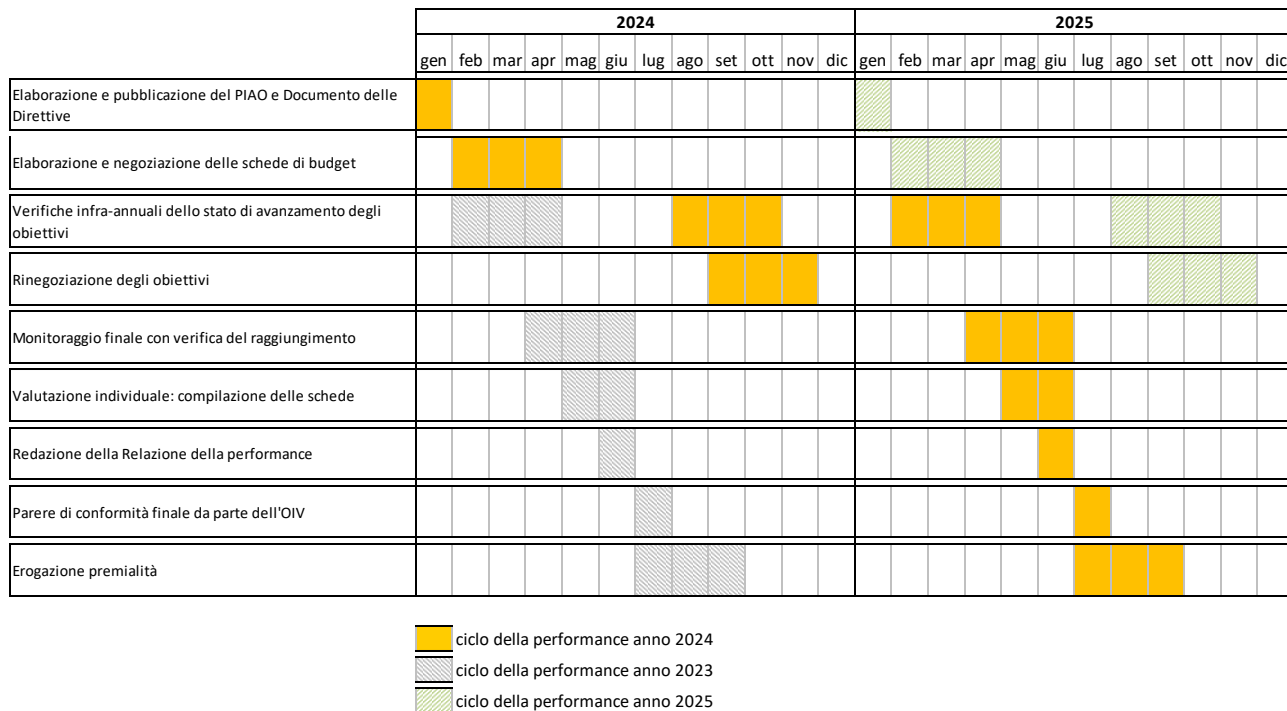 2024 2025
gen feb mar apr mag giu lug ago set ott nov dic gen feb mar apr mag giu lug ago set ott nov dic
Elaborazione e pubblicazione del PIAO e Documento delle
Direttive
Elaborazione e negoziazione delle schede di budget
Verifiche infra-annuali dello stato di avanzamento degli
obiettivi
Rinegoziazione degli obiettivi
Monitoraggio finale con verifica del raggiungimento
Valutazione individuale: compilazione delle schede
Redazione della Relazione della performance
Parere di conformità finale da parte dell'OIV
Erogazione premialità
ciclo della performance anno 2024
ciclo della performance anno 2023
ciclo della performance anno 2025